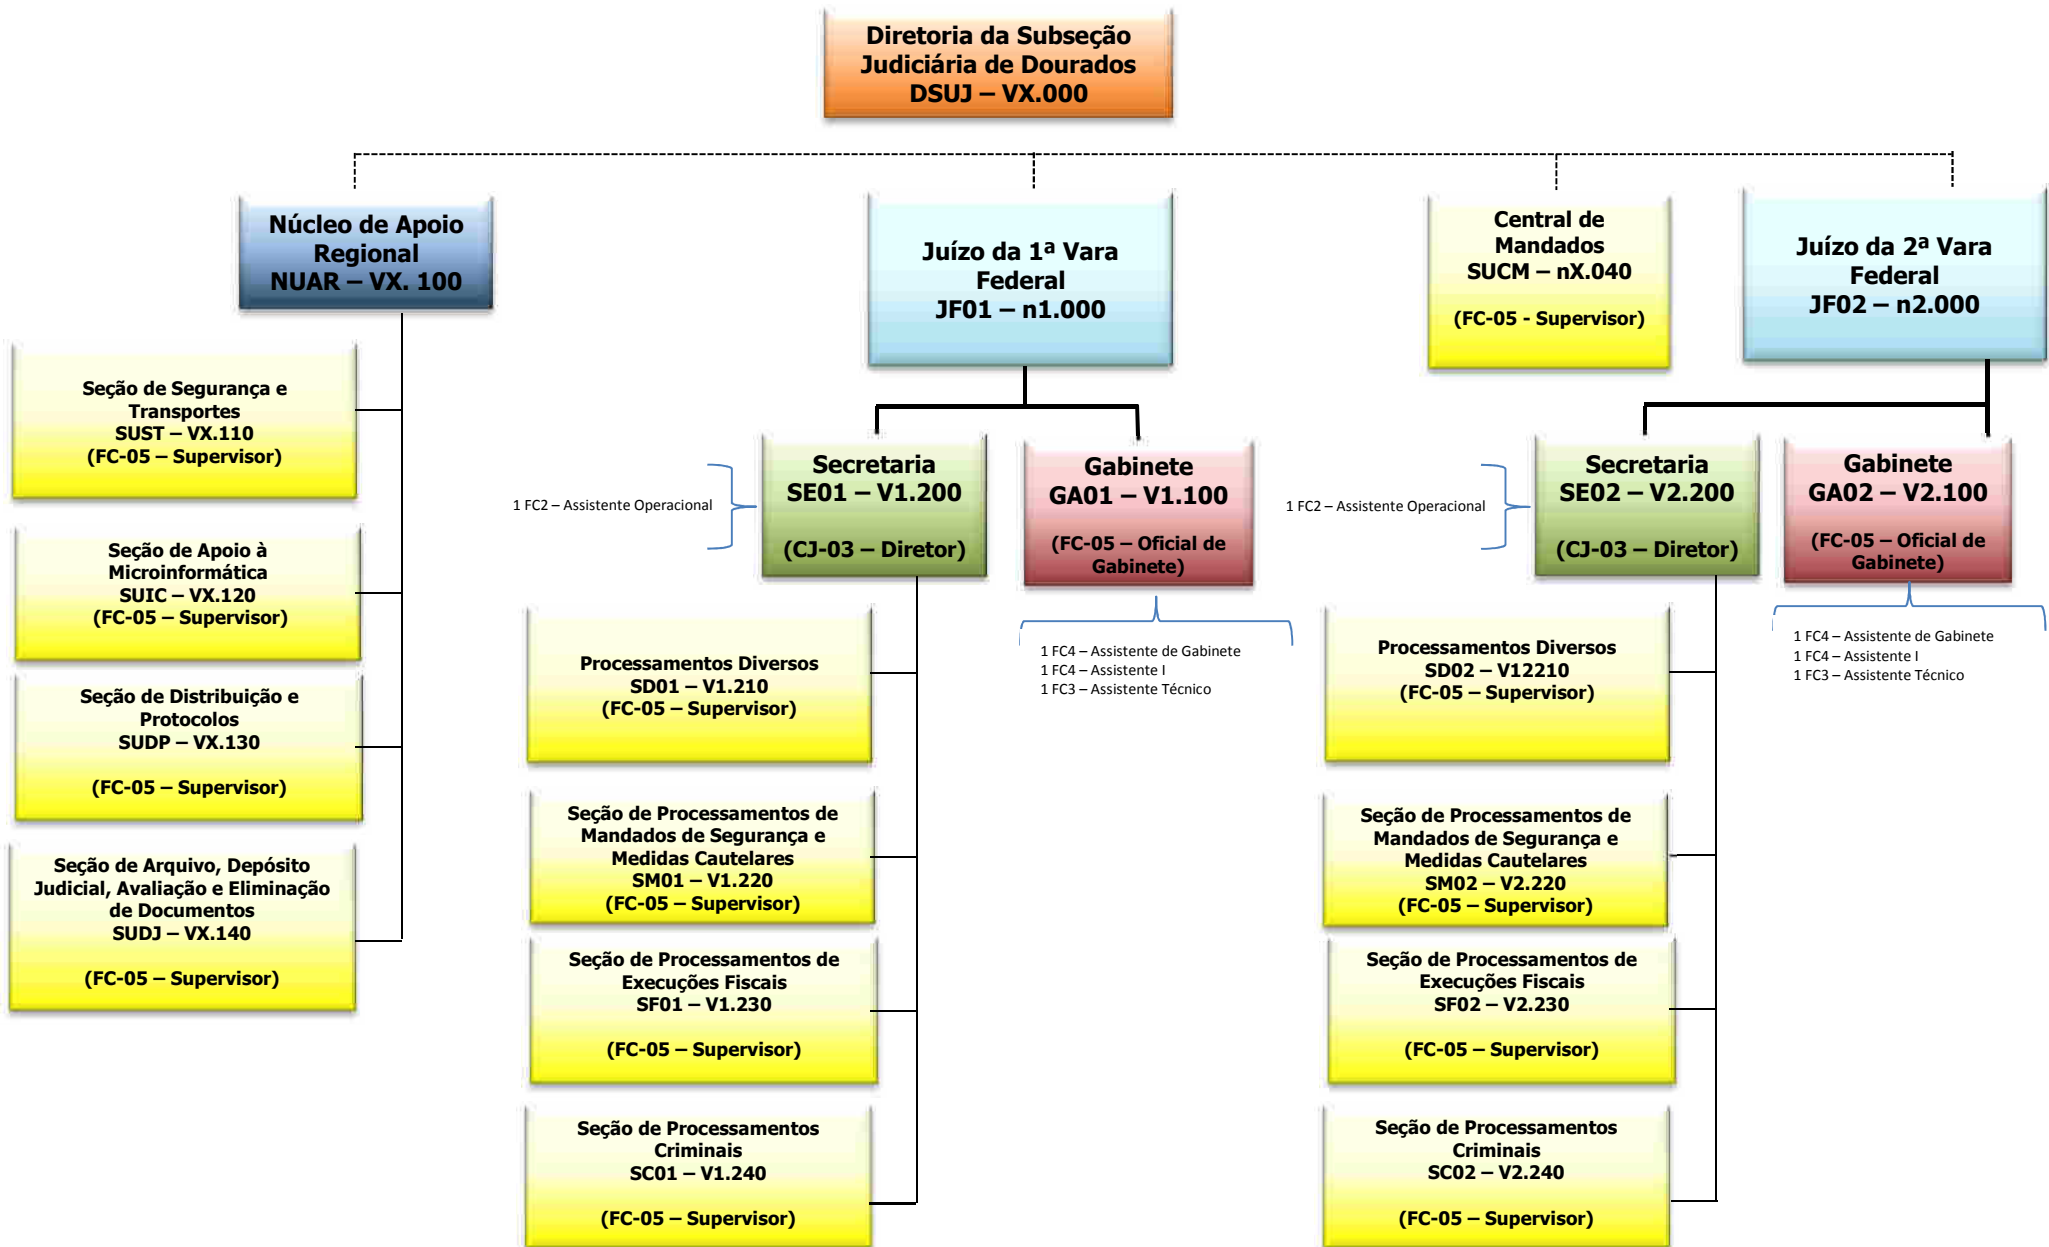 Diretoria da Subseção
Judiciária de Dourados
DSUJ – VX.000
Núcleo de Apoio
Regional
NUAR – VX. 100
Juízo da 1ª Vara
Federal
JF01 – n1.000
Central de
Mandados
SUCM – nX.040
(FC-05 - Supervisor)
Juízo da 2ª Vara
Federal
JF02 – n2.000
Seção de Segurança e
Transportes
SUST – VX.110
(FC-05 – Supervisor)
Seção de Apoio à
Microinformática
SUIC – VX.120
(FC-05 – Supervisor)
Seção de Distribuição e
Protocolos
SUDP – VX.130
(FC-05 – Supervisor)
Seção de Arquivo, Depósito
Judicial, Avaliação e Eliminação
de Documentos
SUDJ – VX.140
(FC-05 – Supervisor)
1 FC2 – Assistente Operacional
Secretaria
SE01 – V1.200
(CJ-03 – Diretor)
Gabinete
GA01 – V1.100
(FC-05 – Oficial de
Gabinete)
1 FC4 – Assistente de Gabinete
1 FC4 – Assistente I
1 FC3 – Assistente Técnico
Processamentos Diversos
SD01 – V1.210
(FC-05 – Supervisor)
Seção de Processamentos de
Mandados de Segurança e
Medidas Cautelares
SM01 – V1.220
(FC-05 – Supervisor)
Seção de Processamentos de
Execuções Fiscais
SF01 – V1.230
(FC-05 – Supervisor)
Seção de Processamentos
Criminais
SC01 – V1.240
(FC-05 – Supervisor)
1 FC2 – Assistente Operacional
Secretaria
SE02 – V2.200
(CJ-03 – Diretor)
Gabinete
GA02 – V2.100
(FC-05 – Oficial de
Gabinete)
1 FC4 – Assistente de Gabinete
1 FC4 – Assistente I
1 FC3 – Assistente Técnico
Processamentos Diversos
SD02 – V12210
(FC-05 – Supervisor)
Seção de Processamentos de
Mandados de Segurança e
Medidas Cautelares
SM02 – V2.220
(FC-05 – Supervisor)
Seção de Processamentos de
Execuções Fiscais
SF02 – V2.230
(FC-05 – Supervisor)
Seção de Processamentos
Criminais
SC02 – V2.240
(FC-05 – Supervisor)